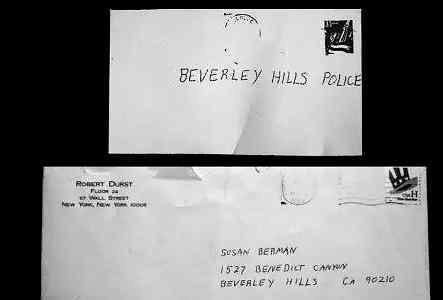 BEVERLEY HILLS POLICE
ROBERT DURST
FLOOR 24
67 WALL STREET
NEW YORK, NEW YORK 10005
SUSAN BERMAN
1527 BENEDICT CANYON
BEVERLEY HILLS CA 90210